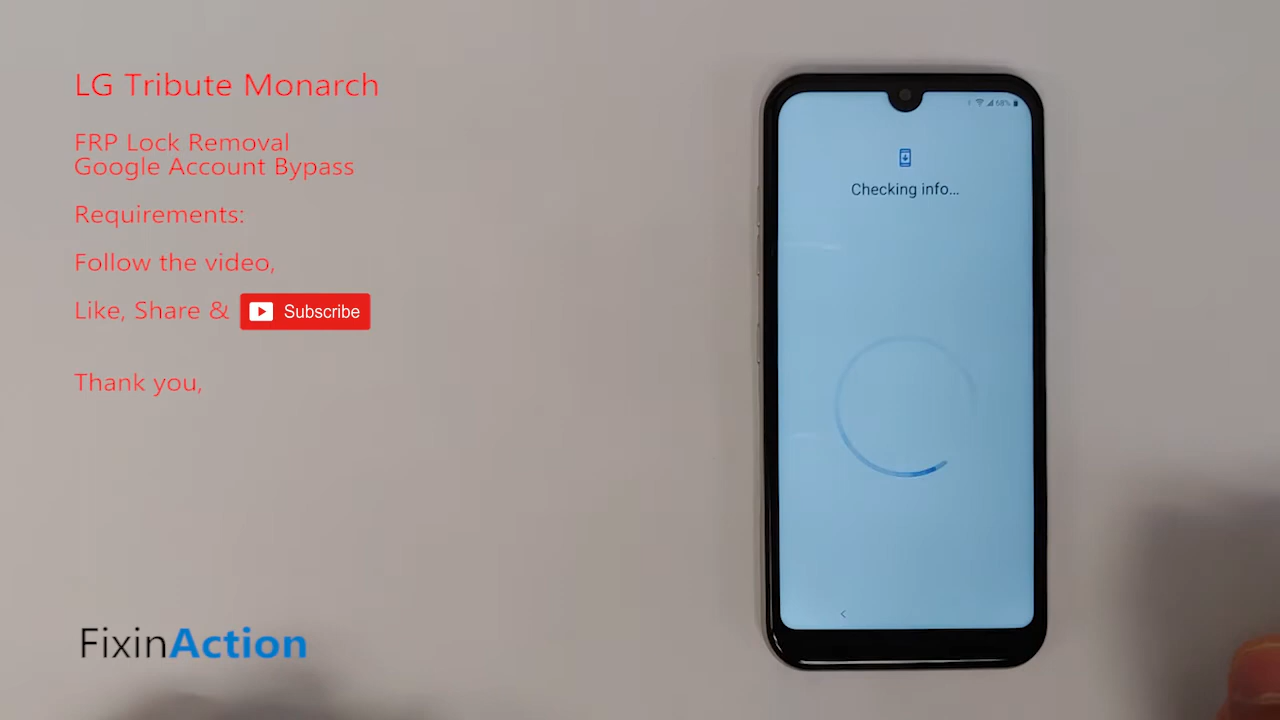 LG Tribute Monarch
FRP Lock Removal
Google Account Bypass
Requirements:
Follow the video,
Like, Share & Subscribe
Thank you,
FixinAction
68%
Checking info...